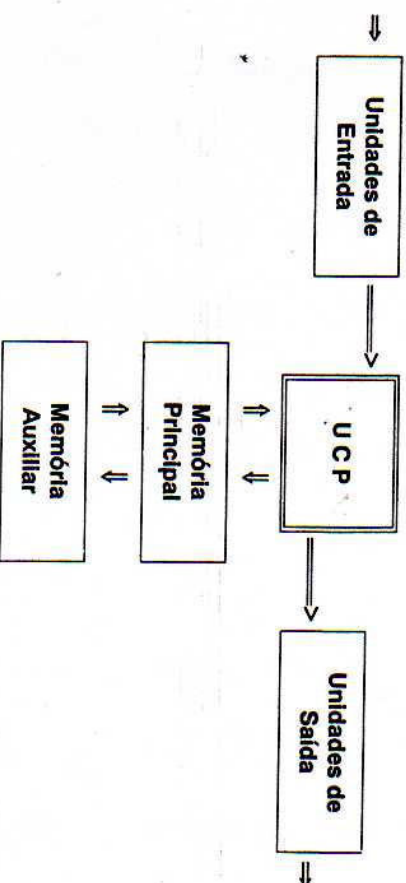 Unidades de
Entrada
U C P
Unidades de
Saída
Memória
Principal
Memória
Auxiliar